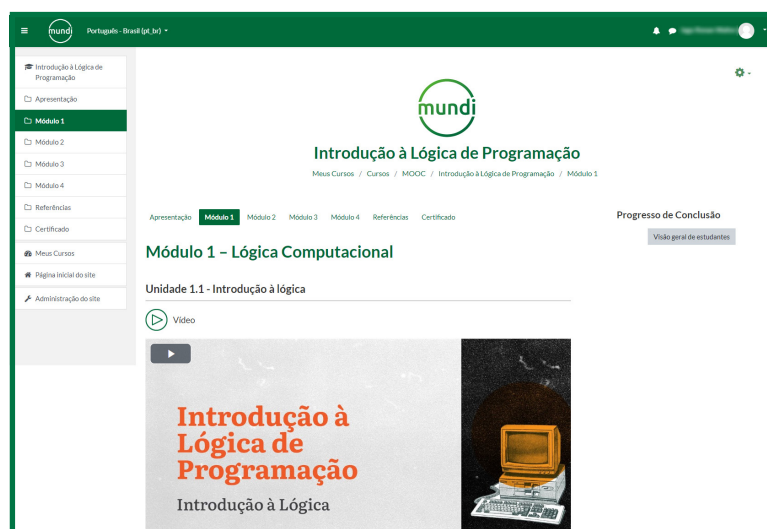 mundi
Português - Brasil (pt_br)
Introdução à Lógica de
Programação
Apresentação
Módulo 1
Módulo 2
Módulo 3
Módulo 4
Referências
Certificado
Meus Cursos
Página inicial do site
Administração do site
mundi
Introdução à Lógica de Programação
Meus Cursos / Cursos / MOOC / Introdução à Lógica de Programação / Módulo 1
Apresentação Módulo 1 Módulo 2 Módulo 3 Módulo 4 Referências Certificado
Módulo 1 – Lógica Computacional
Unidade 1.1 - Introdução à lógica
Vídeo
Introdução à
Lógica de
Programação
Introdução à Lógica
Progresso de Conclusão
Visão geral de estudantes